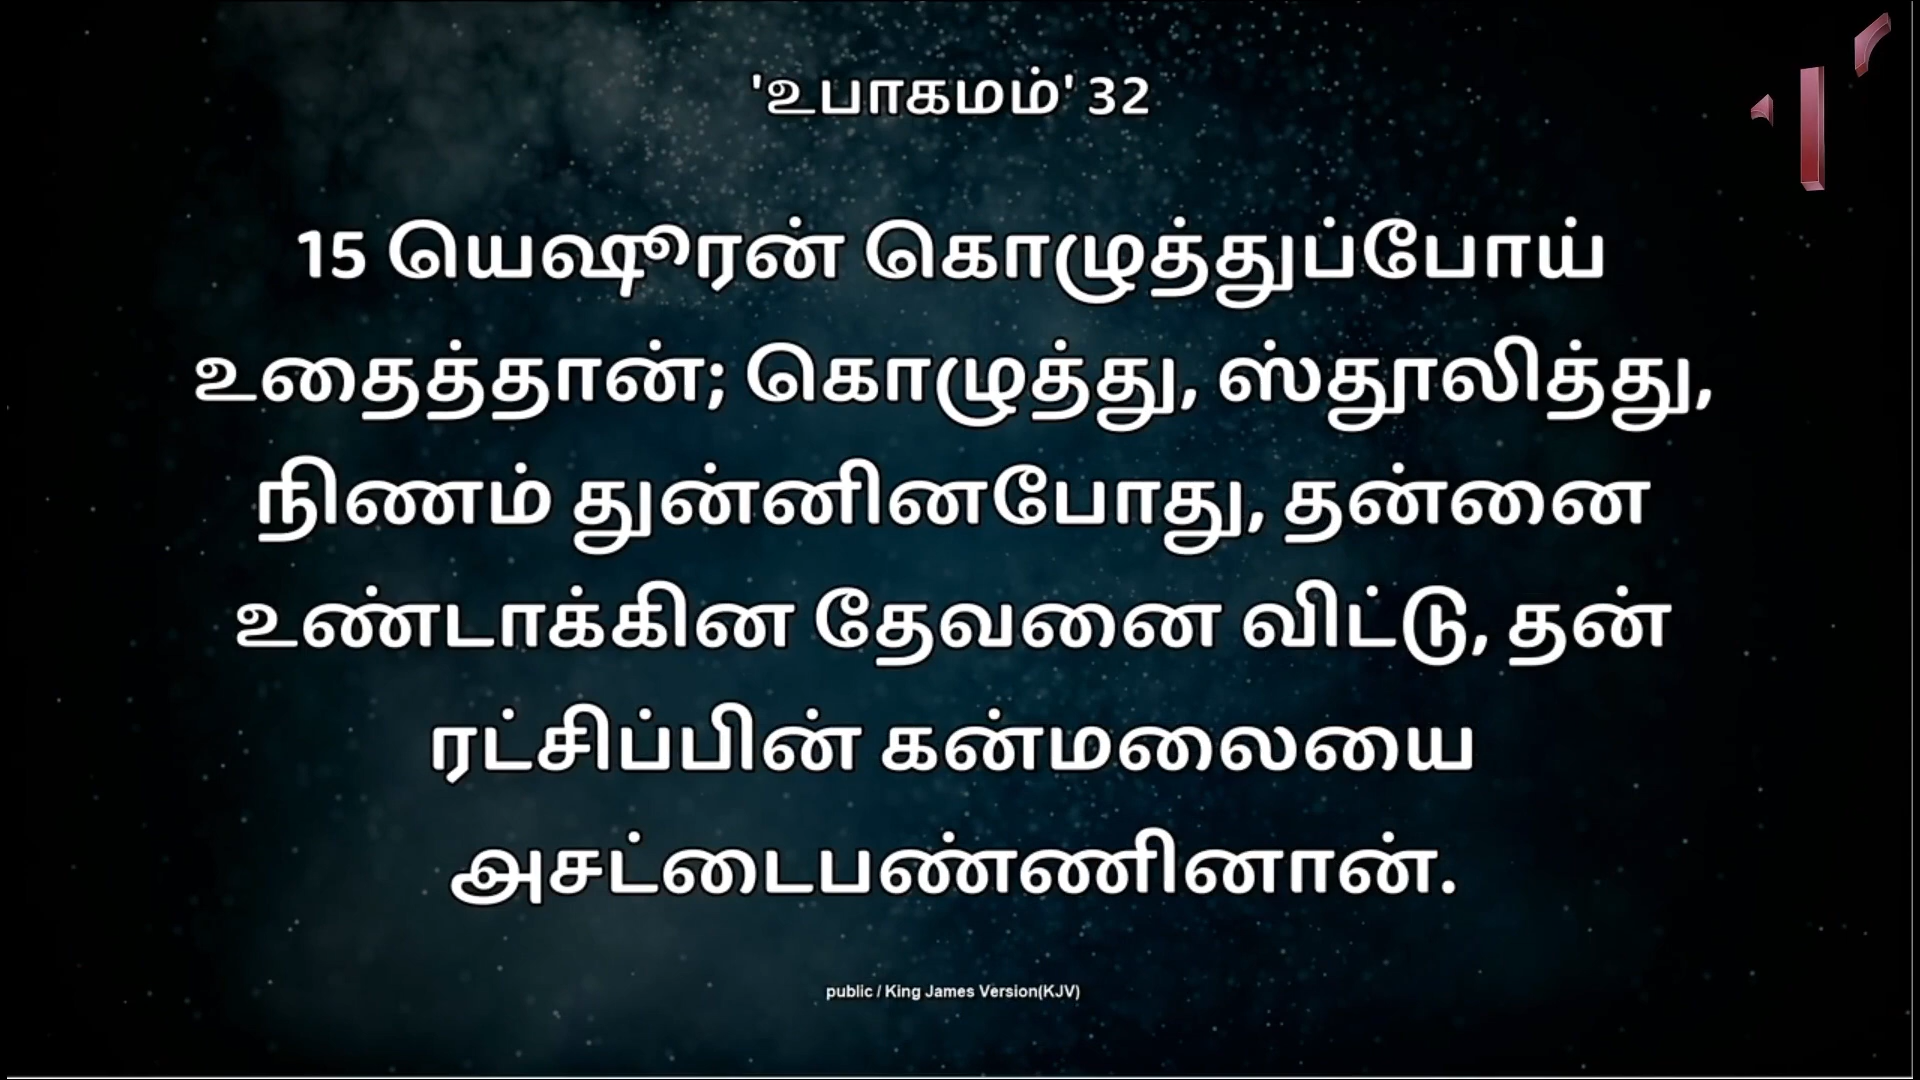 'உபாகமம்' 32
15 யெஷூரன் கொழுத்துப்போய்
உதைத்தான்; கொழுத்து, ஸ்தூலித்து,
நிணம் துன்னினபோது, தன்னை
உண்டாக்கின தேவனை விட்டு, தன்
ரட்சிப்பின் கன்மலையை
அசட்டைபண்ணினான்.
public / King James Version(KJV)